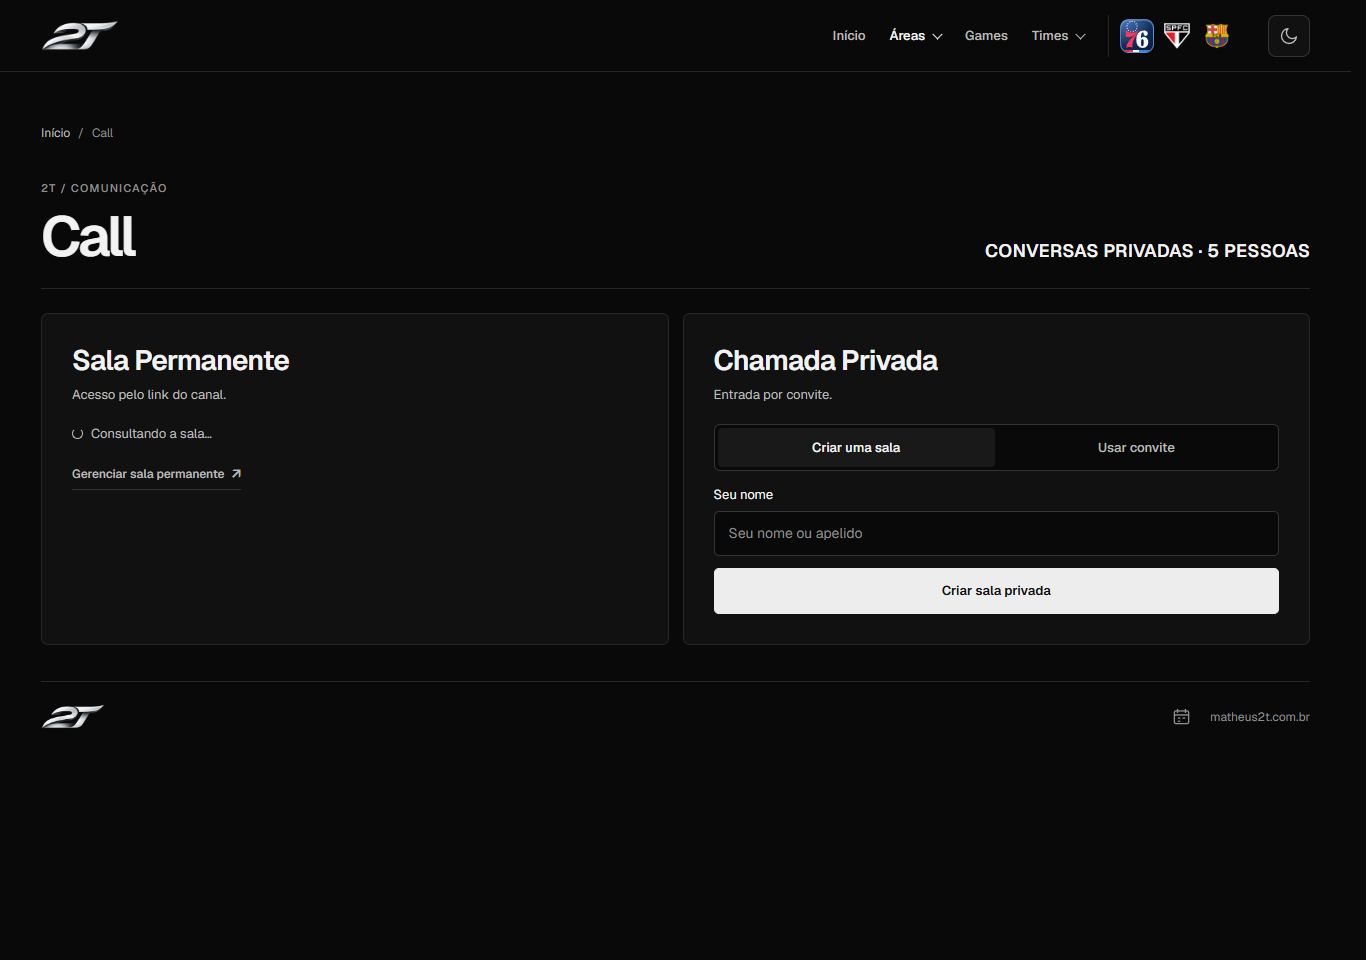 2T
Início
Áreas
Games
Times
76
SPFC
Início / Call
2T / COMUNICAÇÃO
Call
CONVERSAS PRIVADAS · 5 PESSOAS
Sala Permanente
Acesso pelo link do canal.
Consultando a sala...
Gerenciar sala permanente
Chamada Privada
Entrada por convite.
Criar uma sala
Usar convite
Seu nome
Seu nome ou apelido
Criar sala privada
2T
matheus2t.com.br